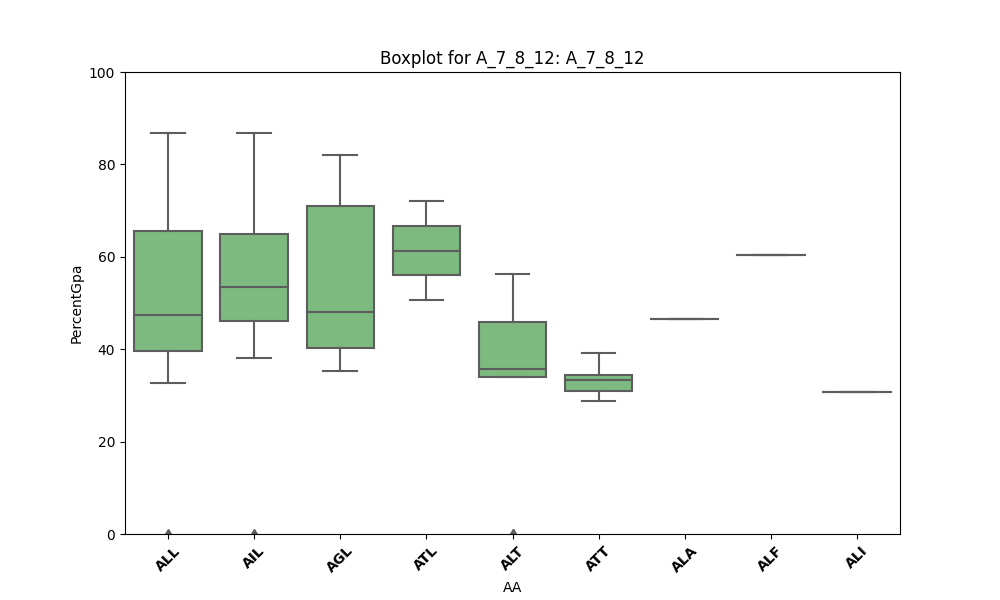 Boxplot for A_7_8_12: A_7_8_12
100
80
60
40
20
0
PercentGpa
ALL
AIL
AGL
ATL
ALT
ATT
ALA
ALF
ALI
AA